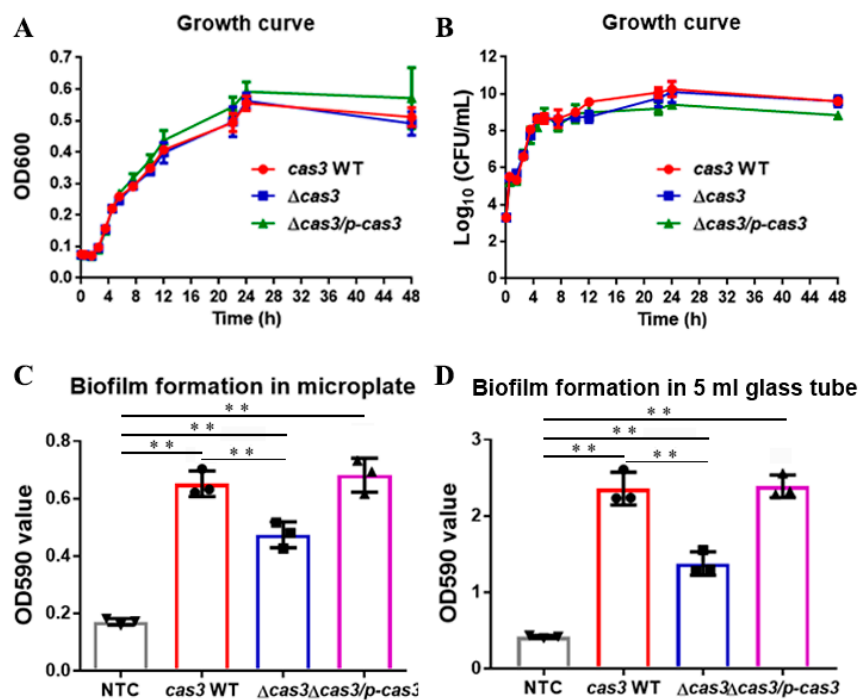 A
Growth curve
OD600
0.7
0.6
0.5
0.4
0.3
0.2
0.1
0.0
cas3 WT
Δcas3
Δcas3/p-cas3
0 4 8 12 16 20 24 28 32 36 40 44 48
Time (h)
B
Growth curve
Log10 (CFU/mL)
12
10
8
6
4
2
0
cas3 WT
Δcas3
Δcas3/p-cas3
0 4 8 12 16 20 24 28 32 36 40 44 48
Time (h)
C
Biofilm formation in microplate
**
**
** **
OD590 value
0.8
0.6
0.4
0.2
0.0
NTC cas3 WT Δcas3 Δcas3/p-cas3
D
Biofilm formation in 5 ml glass tube
**
**
** **
OD590 value
3
2
1
0
NTC cas3 WT Δcas3 Δcas3/p-cas3